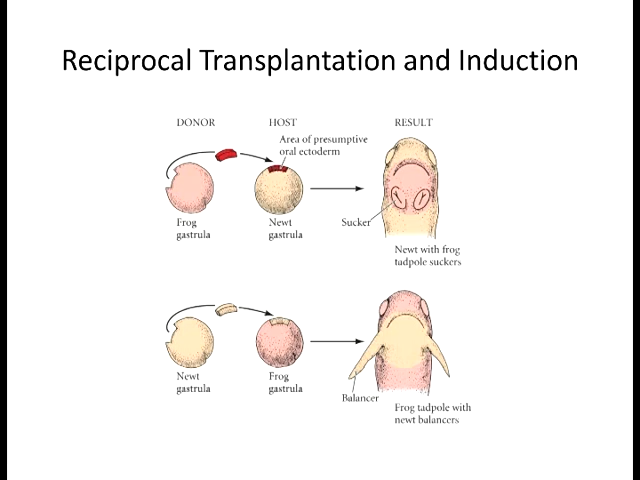 Reciprocal Transplantation and Induction
DONOR
HOST
RESULT
Area of presumptive
oral ectoderm
Frog
gastrula
Newt
gastrula
Sucker
Newt with frog
tadpole suckers
Newt
gastrula
Frog
gastrula
Balancer
Frog tadpole with
newt balancers